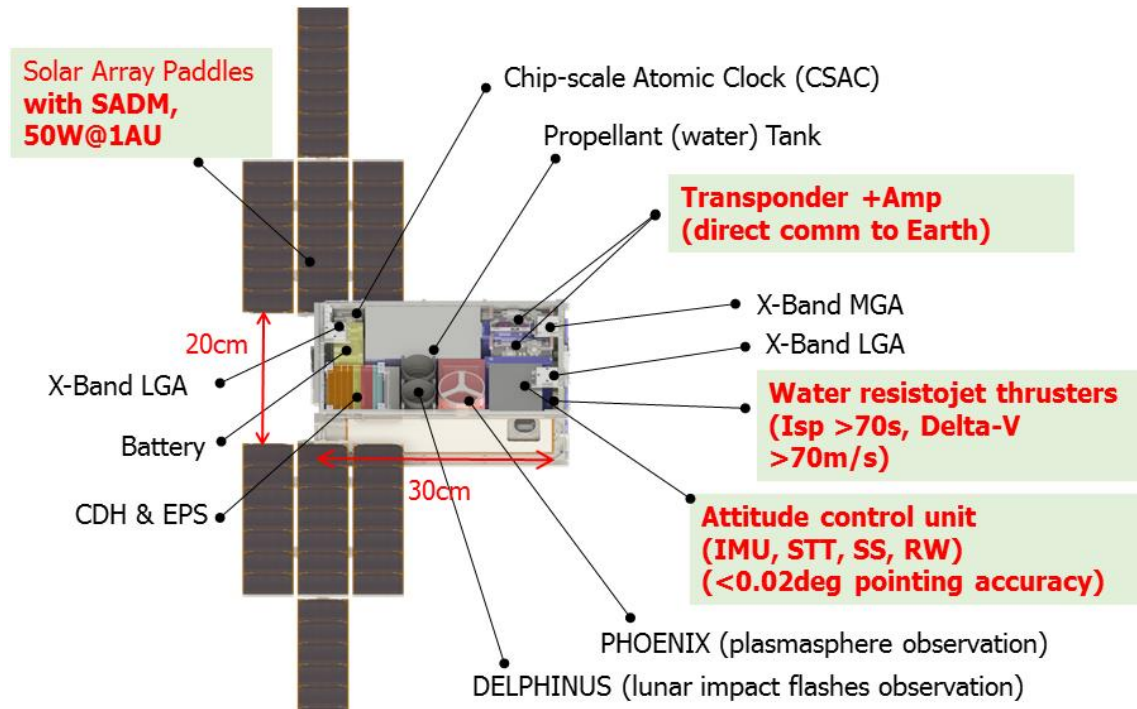 Solar Array Paddles
with SADM,
50W@1AU
Chip-scale Atomic Clock (CSAC)
Propellant (water) Tank
Transponder +Amp
(direct comm to Earth)
X-Band MGA
X-Band LGA
20cm
X-Band LGA
Water resistojet thrusters
(Isp >70s, Delta-V
>70m/s)
Battery
30cm
CDH & EPS
Attitude control unit
(IMU, STT, SS, RW)
(<0.02deg pointing accuracy)
PHOENIX (plasmasphere observation)
DELPHINUS (lunar impact flashes observation)